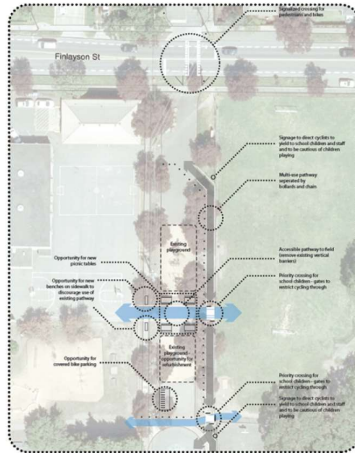 Signalized crossing for
pedestrians and bikes
Finlayson St
Signage to direct cyclists to
yield to school children and staff
and to be cautious of children
playing
Multi-use pathway
separated by
bollards and chain
Existing
playground
Accessible pathway to field
(remove existing vertical
barriers)
Opportunity for new
picnic tables
Opportunity for new
benches on sidewalk to
discourage use of
existing pathway
Priority crossing for
school children - gates to
restrict cycling through
Existing
playground -
opportunity for
refurbishment
Opportunity for
covered bike parking
Priority crossing for
school children - gates to
restrict cycling through
Signage to direct cyclists to
yield to school children and staff
and to be cautious of children
playing